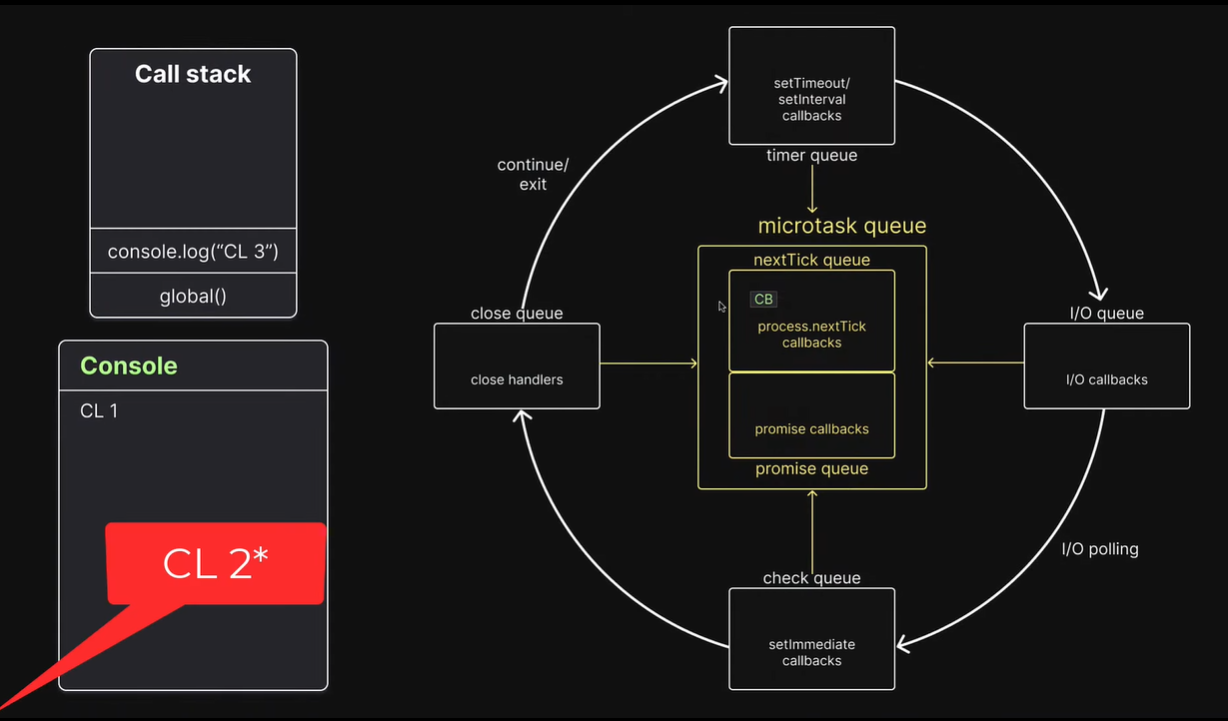 Call stack
console.log(“CL 3”)
global()
Console
CL 1
CL 2*
setTimeout/
setInterval
callbacks
timer queue
continue/
exit
microtask queue
nextTick queue
CB
process.nextTick
callbacks
promise callbacks
promise queue
close queue
close handlers
I/O queue
I/O callbacks
I/O polling
check queue
setImmediate
callbacks